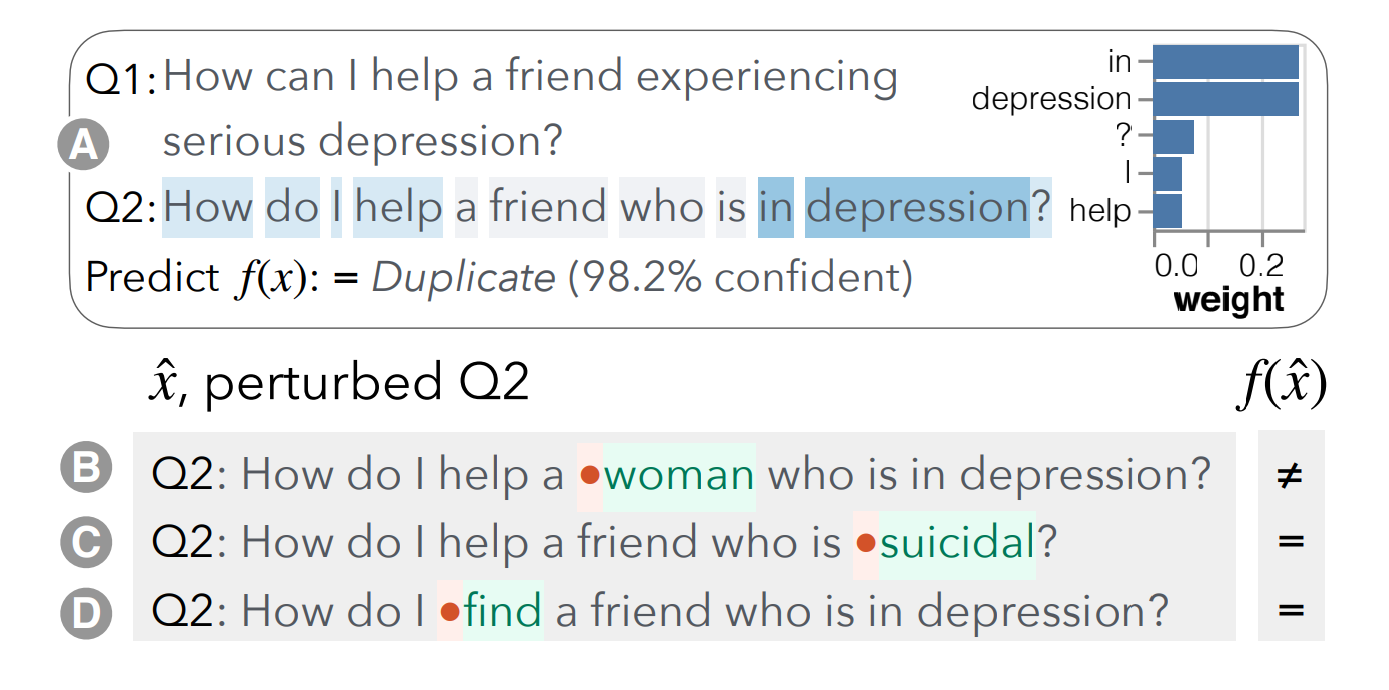 Q1: How can I help a friend experiencing
serious depression?
A
Q2: How do I help a friend who is in depression?
Predict f(x): = Duplicate (98.2% confident)
in
depression
?
I
help
0.0 0.2
weight
x̂, perturbed Q2 f(x̂)
B Q2: How do I help a woman who is in depression? ≠
C Q2: How do I help a friend who is suicidal? =
D Q2: How do I find a friend who is in depression? =